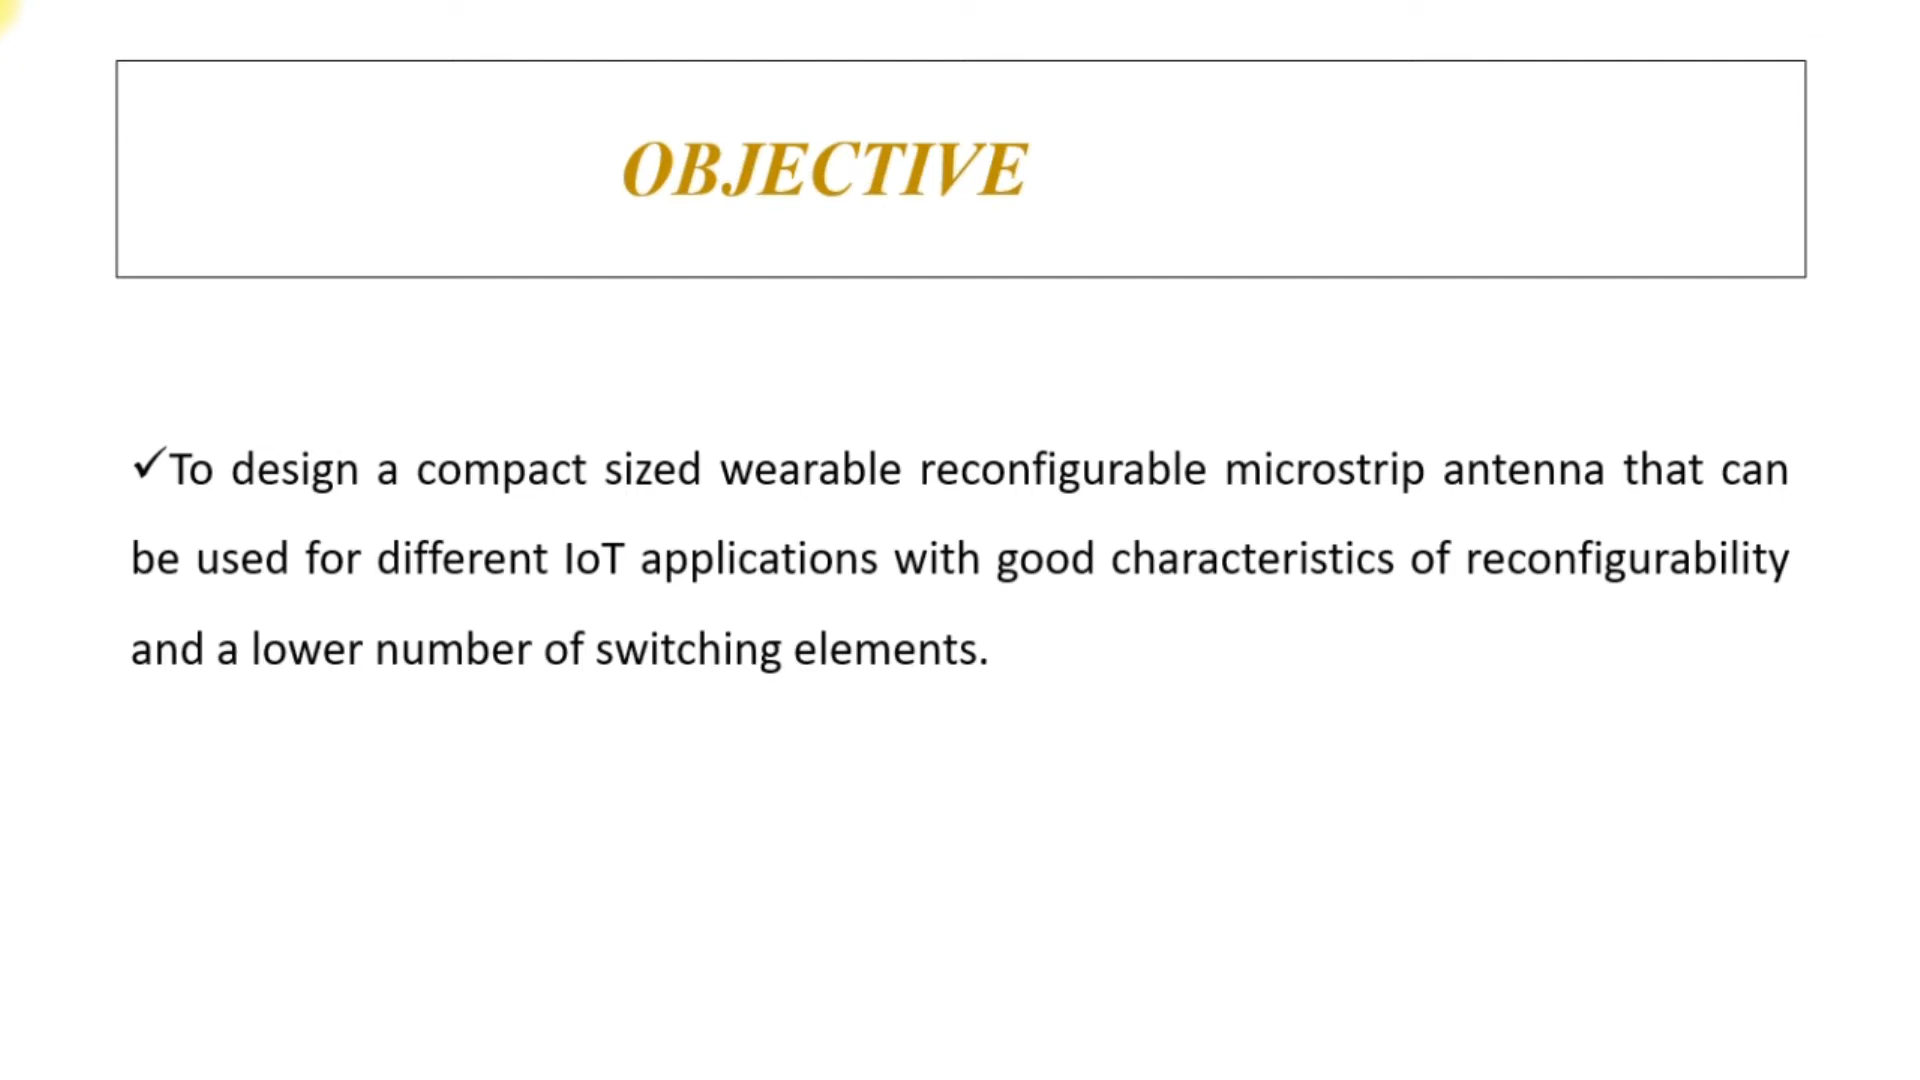 OBJECTIVE
✓To design a compact sized wearable reconfigurable microstrip antenna that can
be used for different IoT applications with good characteristics of reconfigurability
and a lower number of switching elements.